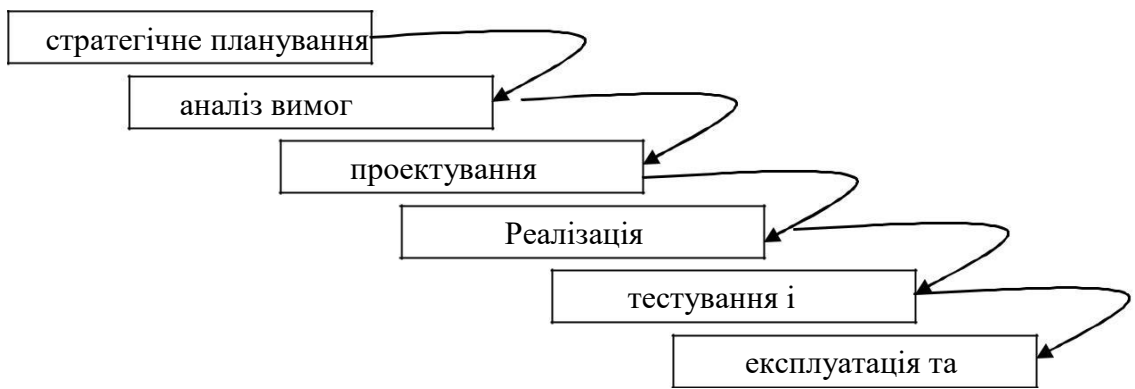 стратегічне планування
аналіз вимог
проектування
Реалізація
тестування і
експлуатація та